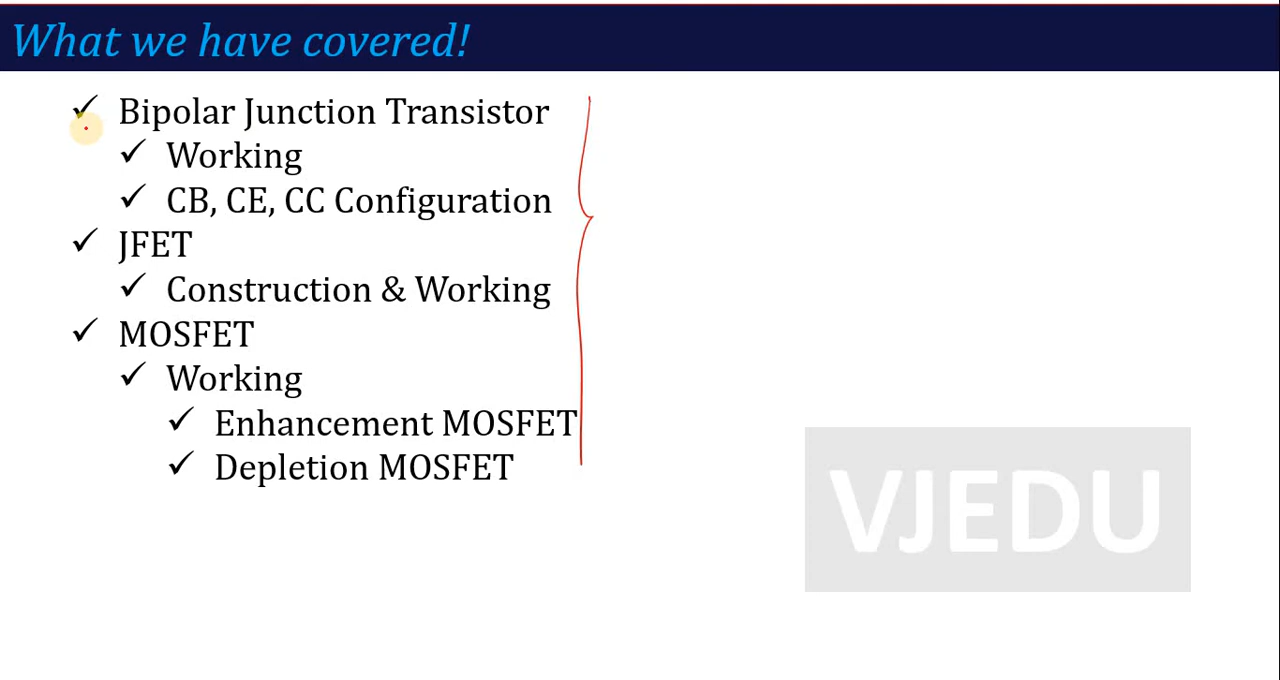 What we have covered!
✓ Bipolar Junction Transistor
✓ Working
✓ CB, CE, CC Configuration
✓ JFET
✓ Construction & Working
✓ MOSFET
✓ Working
✓ Enhancement MOSFET
✓ Depletion MOSFET
VJEDU